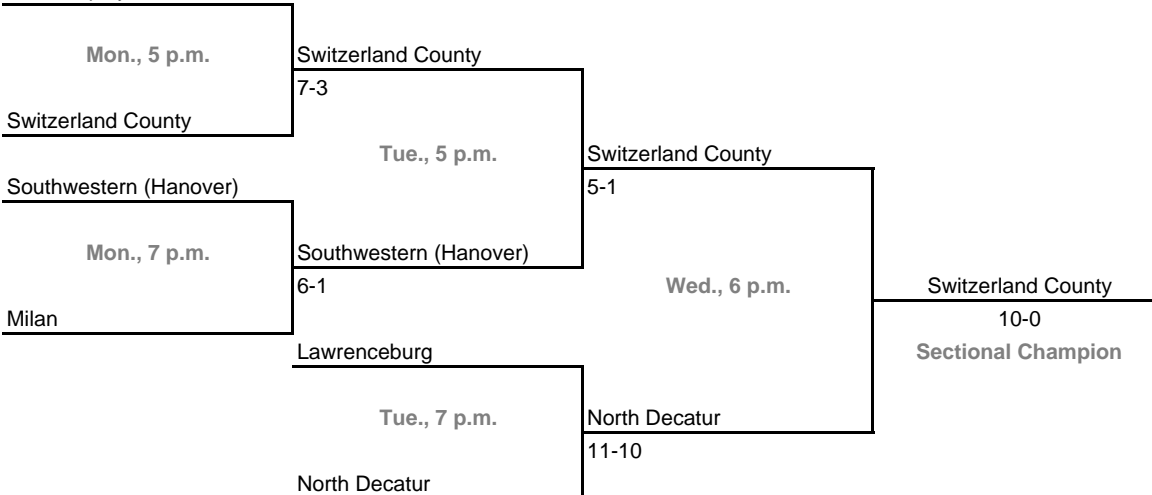 Mon., 5 p.m.
Switzerland County
7-3
Switzerland County
Tue., 5 p.m.
Switzerland County
5-1
Southwestern (Hanover)
Mon., 7 p.m.
Southwestern (Hanover)
6-1
Wed., 6 p.m.
Switzerland County
10-0
Sectional Champion
Milan
Lawrenceburg
Tue., 7 p.m.
North Decatur
11-10
North Decatur